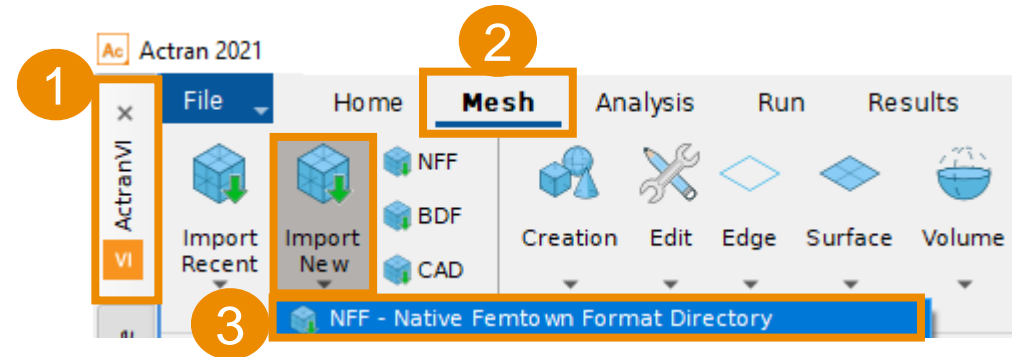 Ac Actran 2021
1
2
ActranVI
VI
File Home Mesh Analysis Run Results
NFF
BDF
CAD
Import Recent
Import New
Creation Edit Edge Surface Volume
3
NFF - Native Femtown Format Directory